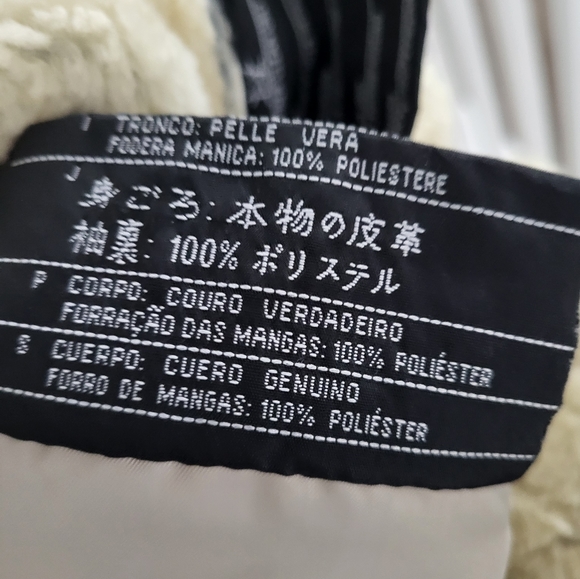 I TRONCO: PELLE VERA
FODERA MANICA: 100% POLIESTERE
J 身ごろ: 本物の皮革
袖裏: 100% ポリステル
P CORPO: COURO VERDADEIRO
FORRAÇÃO DAS MANGAS: 100% POLIÉSTER
S CUERPO: CUERO GENUINO
FORRO DE MANGAS: 100% POLIÉSTER